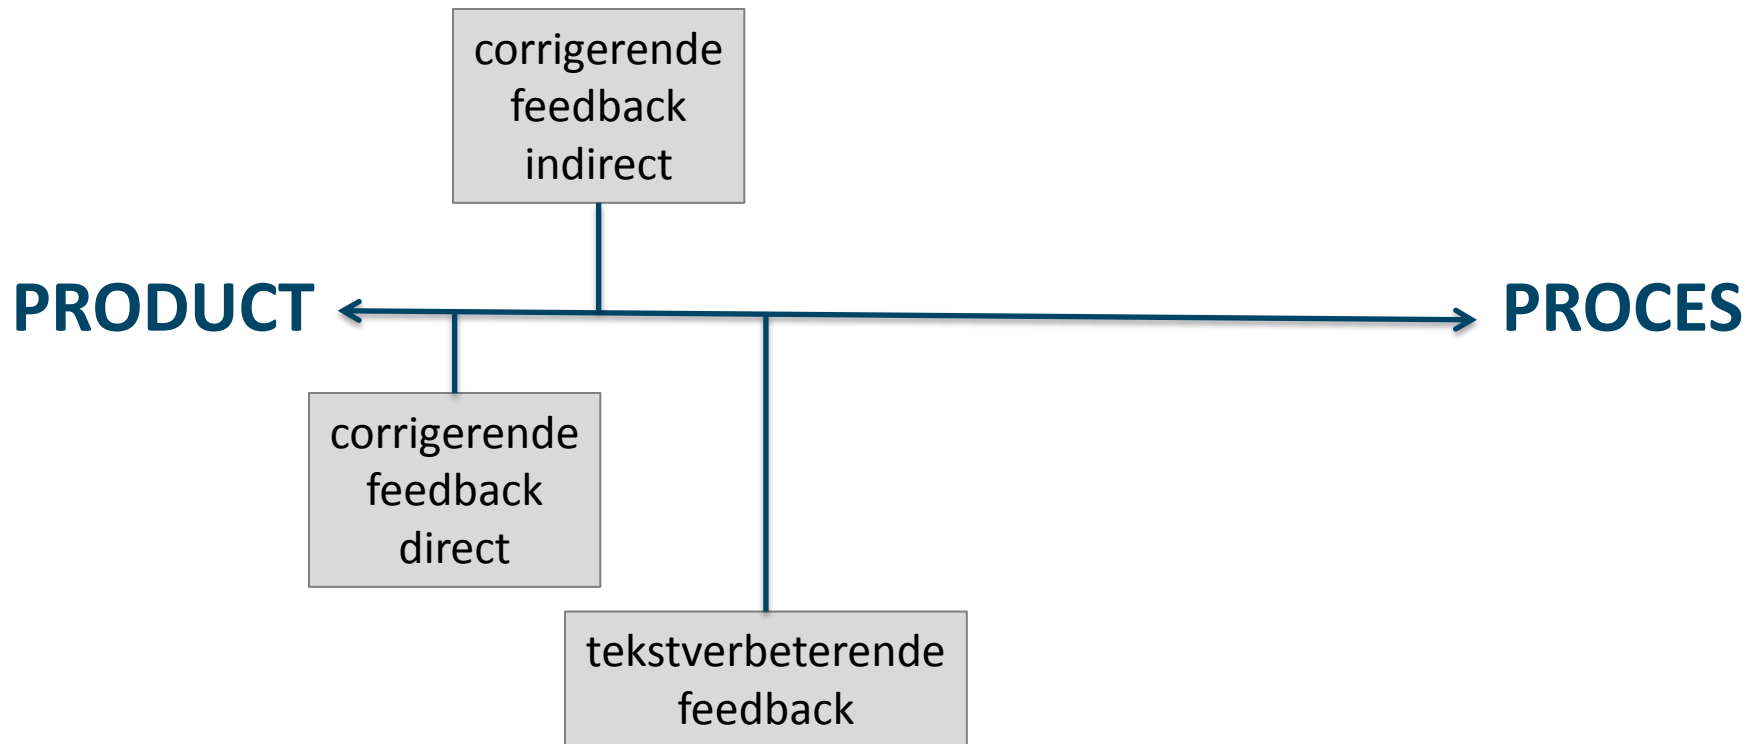 corrigerende
feedback
indirect
PRODUCT
PROCES
corrigerende
feedback
direct
tekstverbeterende
feedback